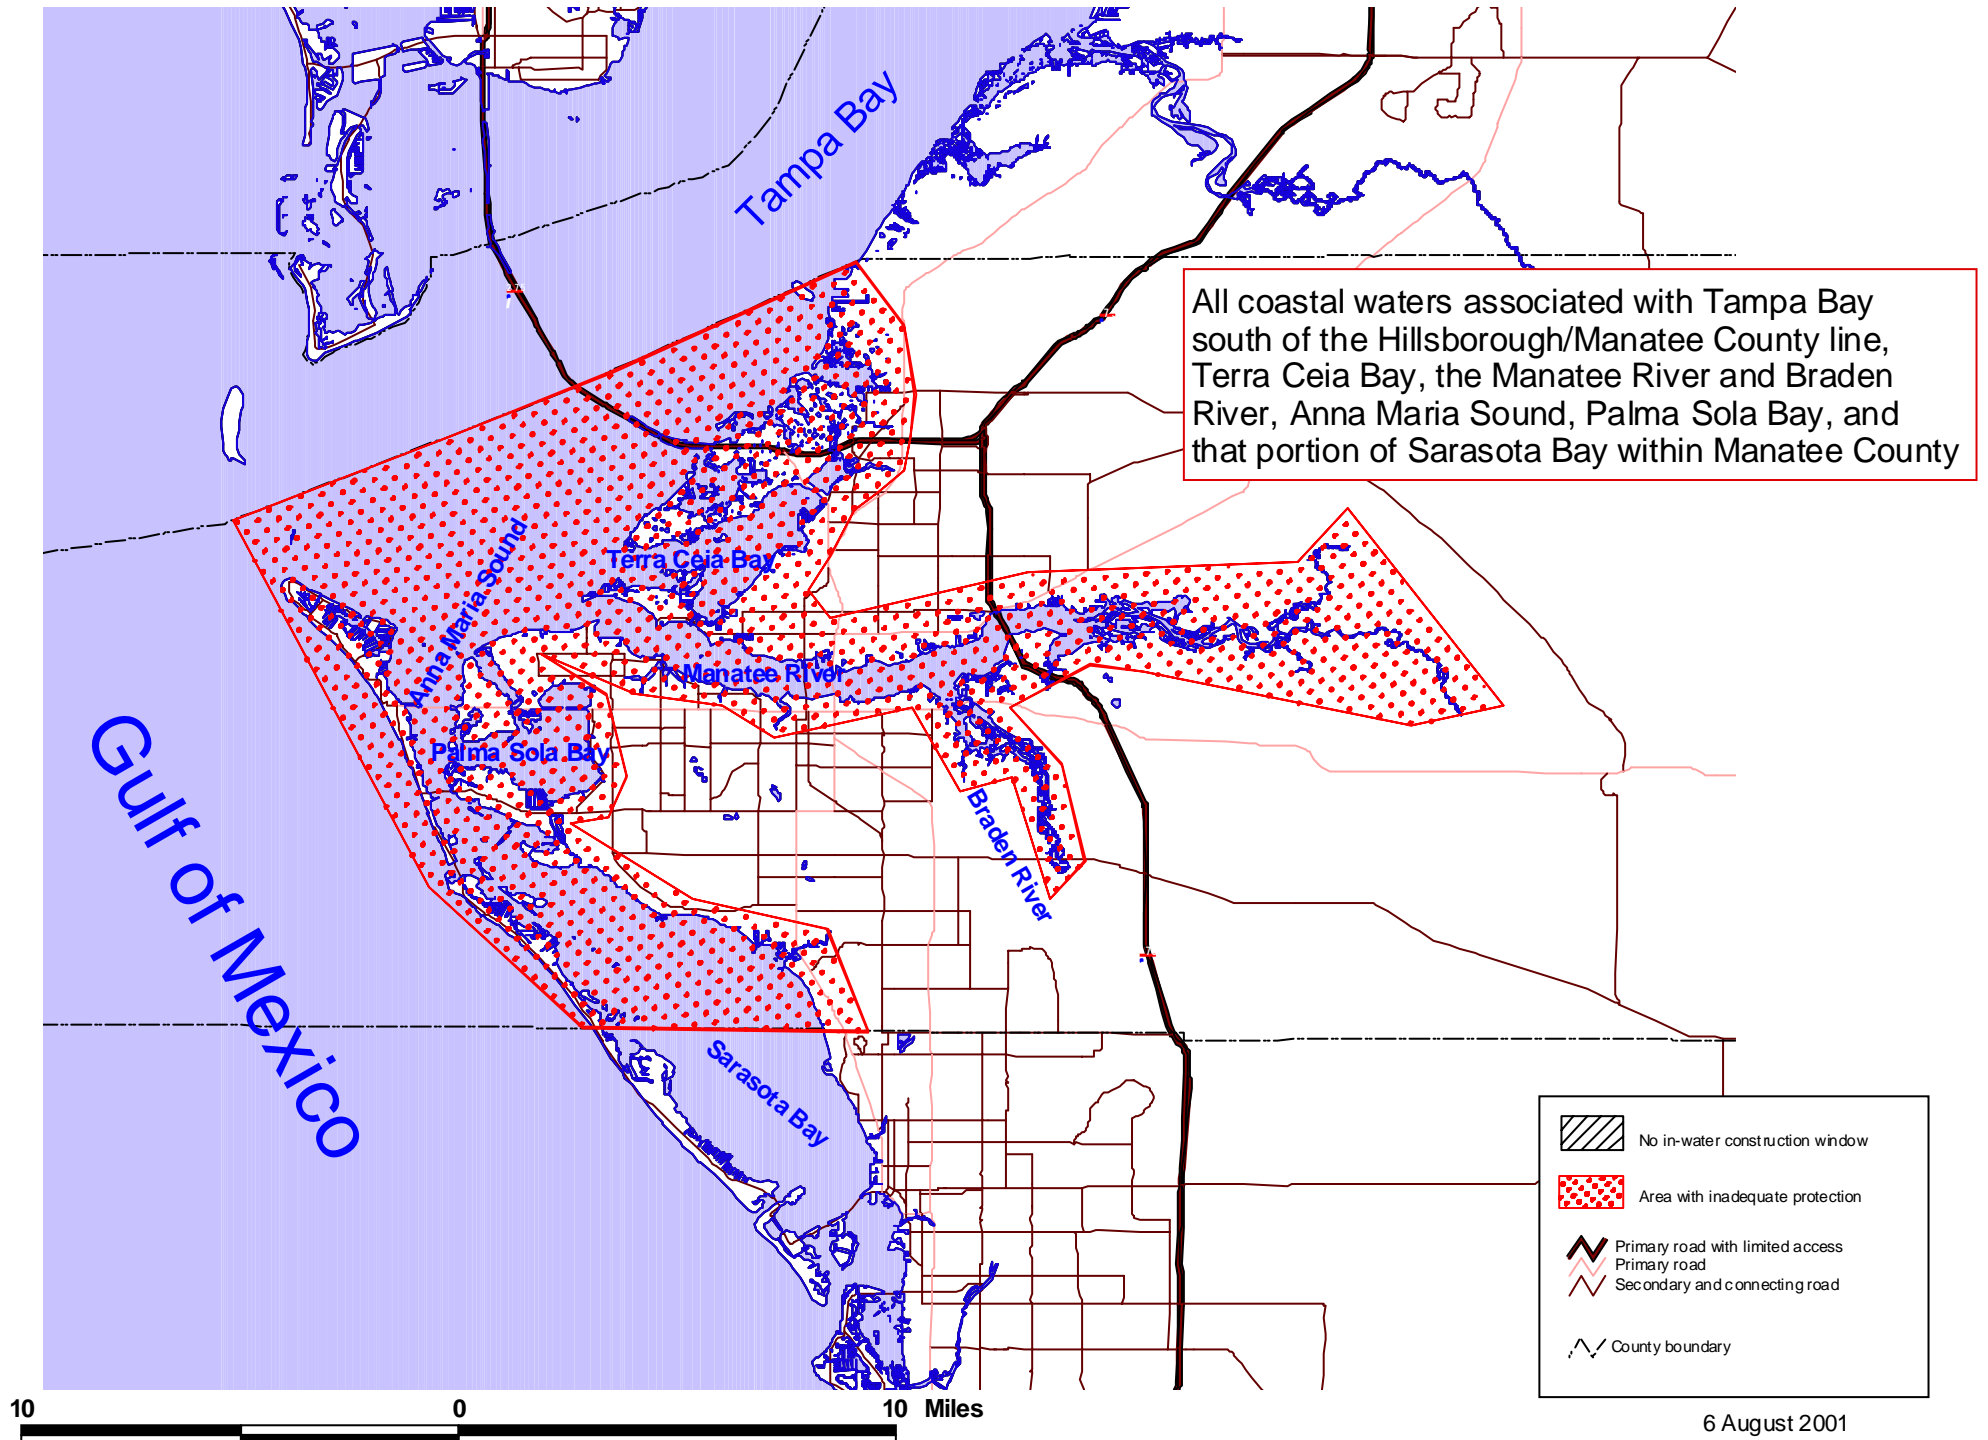 Tampa Bay
All coastal waters associated with Tampa Bay
south of the Hillsborough/Manatee County line,
Terra Ceia Bay, the Manatee River and Braden
River, Anna Maria Sound, Palma Sola Bay, and
that portion of Sarasota Bay within Manatee County
Anna Maria Sound
Terra Ceia Bay
Manatee River
Palma Sola Bay
Braden River
Gulf of Mexico
Sarasota Bay
No in-water construction window
Area with inadequate protection
Primary road with limited access
Primary road
Secondary and connecting road
County boundary
10 0 10 Miles
6 August 2001